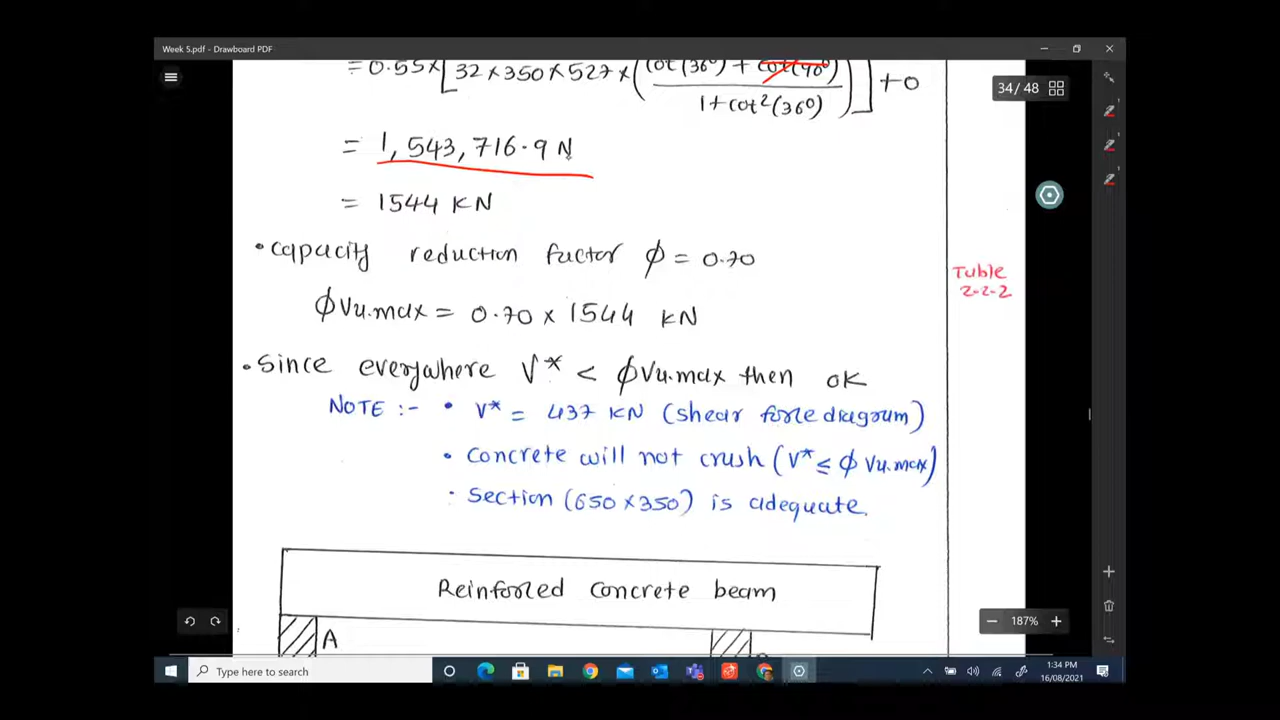 Week 5.pdf - Drawboard PDF
= 0.55 × [32 × 350 × 527 × (cot (36°) + cot (90°) / 1 + cot² (36°))] + 0
34 / 48
= 1,543,716.9 N
= 1544 KN
• capacity reduction factor ϕ = 0.70
Table
2.2.2
ϕVu.max = 0.70 × 1544 KN
• Since everywhere V* < ϕVu.max then ok
NOTE :- • V* = 437 KN (shear force diagram)
• concrete will not crush (V* ≤ ϕ Vu.max)
• section (650 × 350) is adequate.
Reinforced concrete beam
A
187%
Type here to search
1:34 PM
16/08/2021